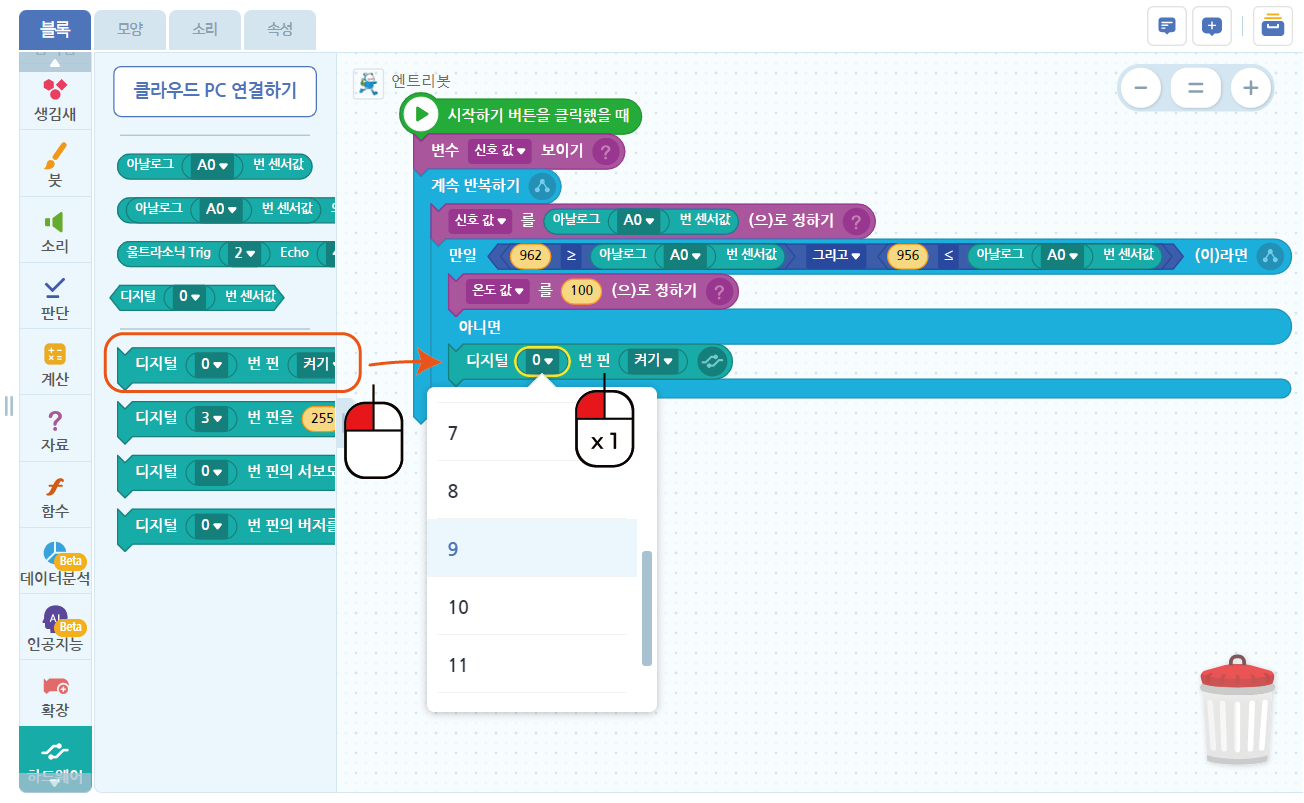 블록 모양 소리 속성
생김새
붓
소리
판단
계산
자료
함수
Beta
데이터분석
AI
Beta
인공지능
확장
하드웨어
클라우드 PC 연결하기
아날로그 A0 번 센서값
아날로그 A0 번 센서값
울트라소닉 Trig 2 Echo
디지털 0 번 센서값
디지털 0 번 핀 켜기
디지털 3 번 핀을 255
디지털 0 번 핀의 서보모
디지털 0 번 핀의 버저를
엔트리봇
시작하기 버튼을 클릭했을 때
변수 신호 값 보이기 ?
계속 반복하기
신호 값 를 아날로그 A0 번 센서값 (으)로 정하기 ?
만일 962 ≥ 아날로그 A0 번 센서값 그리고 956 ≤ 아날로그 A0 번 센서값 (이)라면
온도 값 를 100 (으)로 정하기 ?
아니면
디지털 0 번 핀 켜기
7
8
9
10
11
x 1